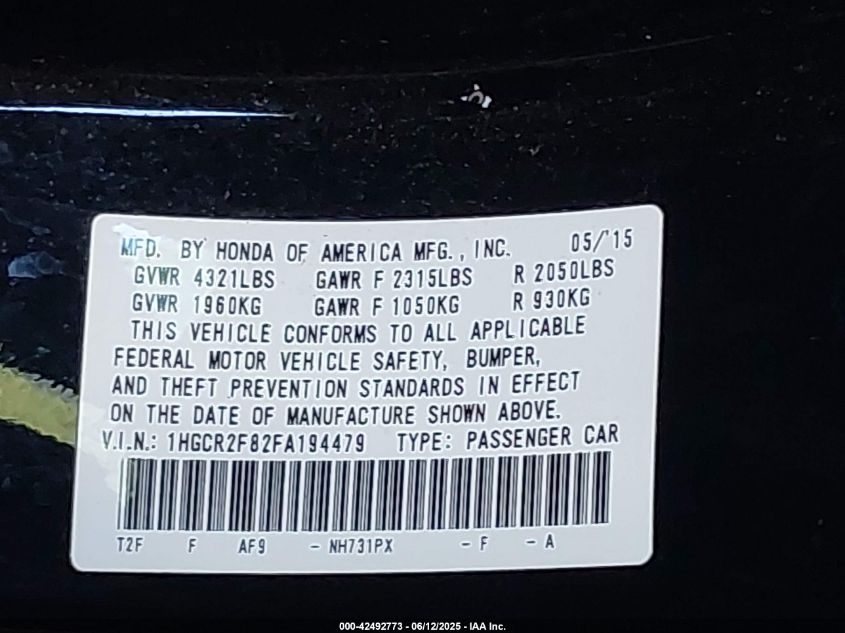 MFD. BY HONDA OF AMERICA MFG., INC. 05/'15
GVWR 4321LBS GAWR F 2315LBS R 2050LBS
GVWR 1960KG GAWR F 1050KG R 930KG
THIS VEHICLE CONFORMS TO ALL APPLICABLE
FEDERAL MOTOR VEHICLE SAFETY, BUMPER,
AND THEFT PREVENTION STANDARDS IN EFFECT
ON THE DATE OF MANUFACTURE SHOWN ABOVE.
V.I.N.: 1HGCR2F82FA194479 TYPE: PASSENGER CAR
T2F F AF9 - NH731PX - F - A
000-42492773 - 06/12/2025 - IAA Inc.